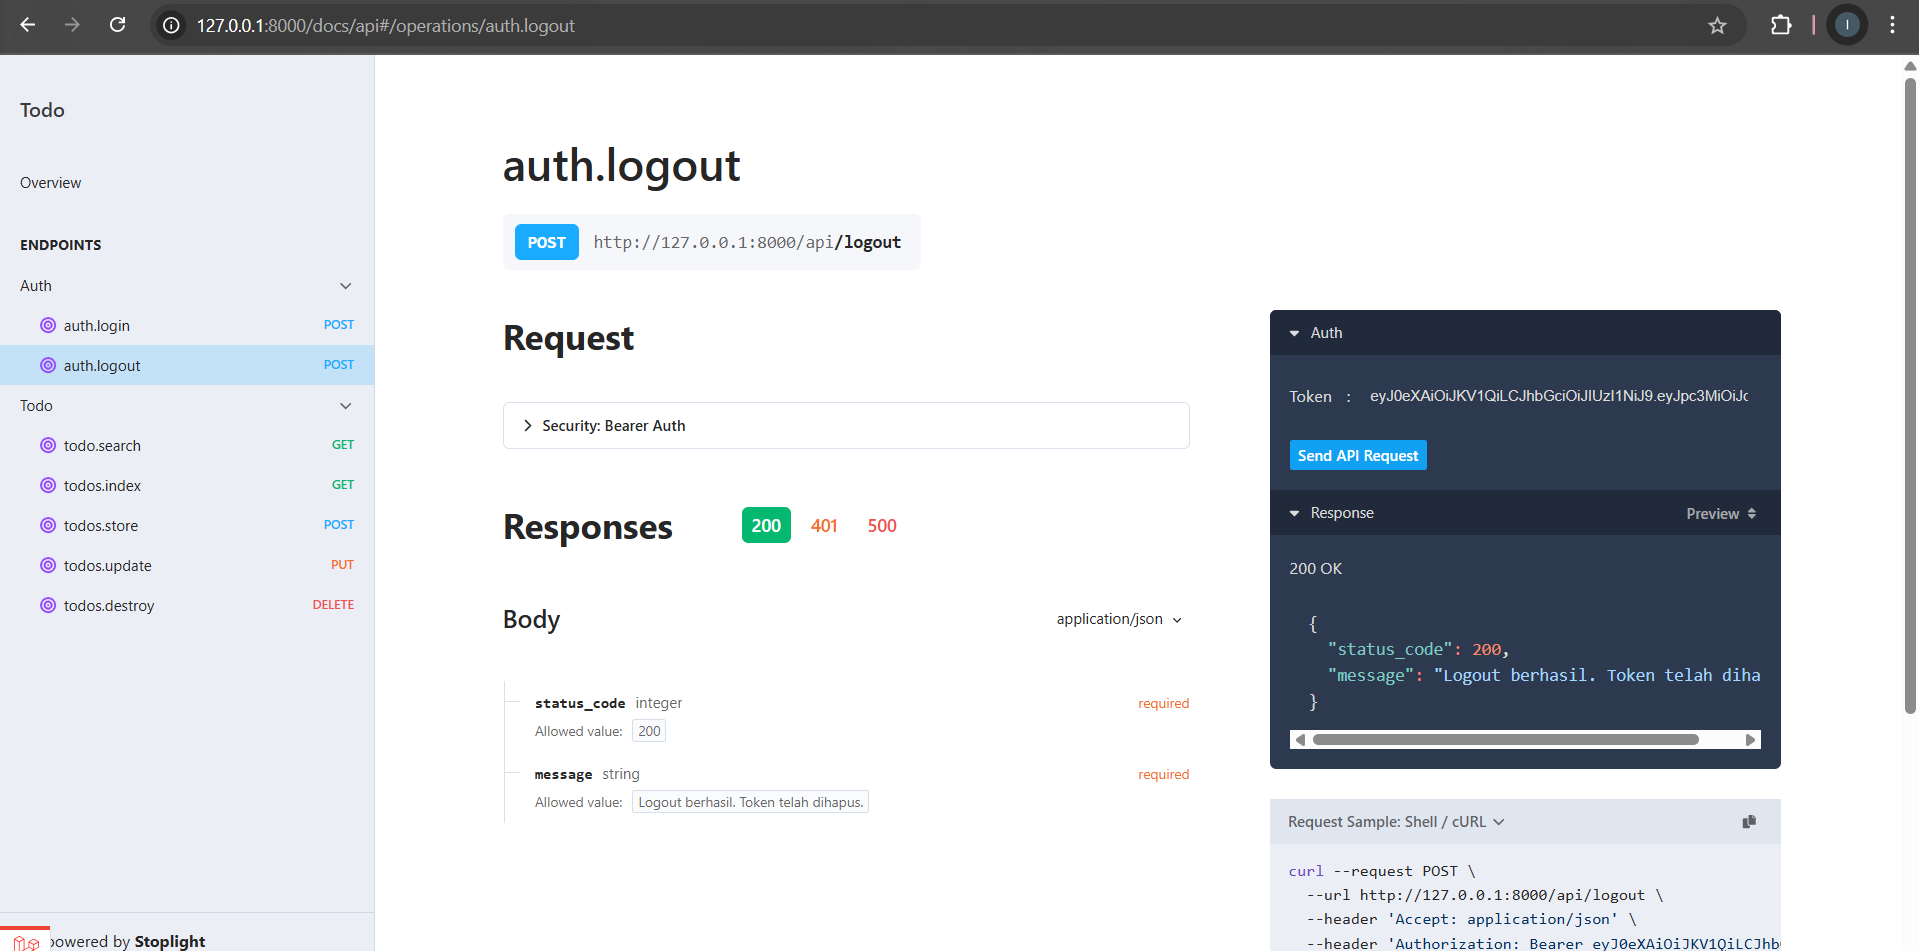 127.0.0.1:8000/docs/api#/operations/auth.logout
I
Todo
Overview
ENDPOINTS
Auth
auth.login POST
auth.logout POST
Todo
todo.search GET
todos.index GET
todos.store POST
todos.update PUT
todos.destroy DELETE
powered by Stoplight
auth.logout
POST http://127.0.0.1:8000/api/logout
Request
Security: Bearer Auth
Responses 200 401 500
Body application/json
status_code integer required
Allowed value: 200
message string required
Allowed value: Logout berhasil. Token telah dihapus.
Auth
Token : eyJ0eXAiOiJKV1QiLCJhbGciOiJIUzI1NiJ9.eyJpc3MiOiJc
Send API Request
Response Preview
200 OK
{
"status_code": 200,
"message": "Logout berhasil. Token telah diha
}
Request Sample: Shell / cURL
curl --request POST \
--url http://127.0.0.1:8000/api/logout \
--header 'Accept: application/json' \
--header 'Authorization: Bearer eyJ0eXAiOiJKV1QiLCJhb